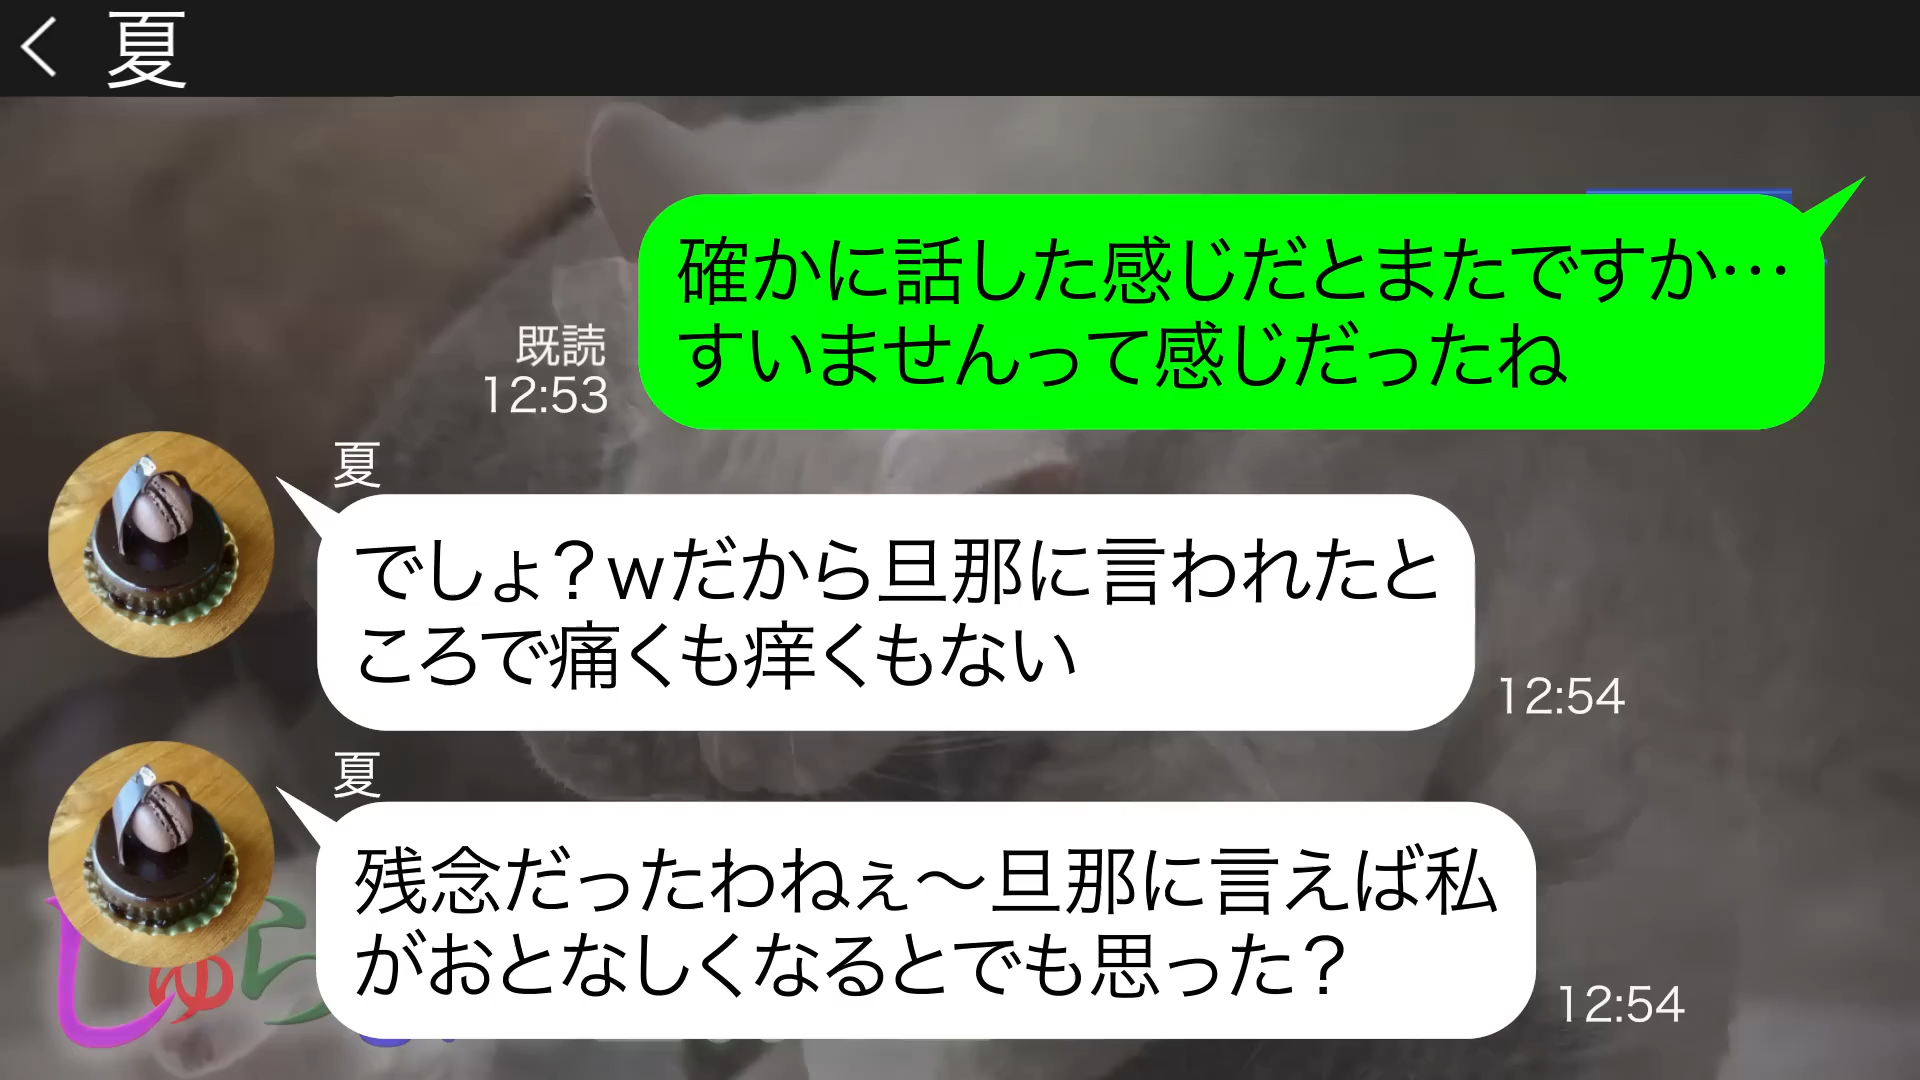 夏
確かに話した感じだとまたですか…
すいませんって感じだったね
既読
12:53
夏
でしょ？wだから旦那に言われたと
ころで痛くも痒くもない
12:54
夏
残念だったわねぇ～旦那に言えば私
がおとなしくなるとでも思った？
12:54
しゅら